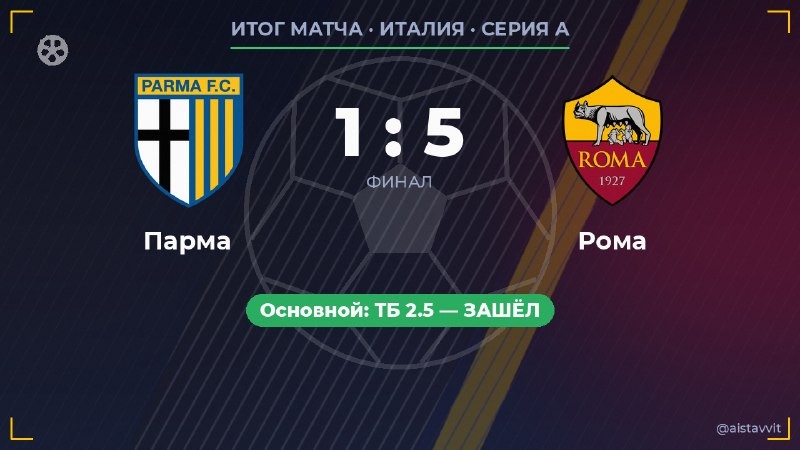 ИТОГ МАТЧА · ИТАЛИЯ · СЕРИЯ А
PARMA F.C.
1 : 5
ФИНАЛ
ROMA
1927
Парма
Рома
Основной: ТБ 2.5 — ЗАШЁЛ
@aistavvit